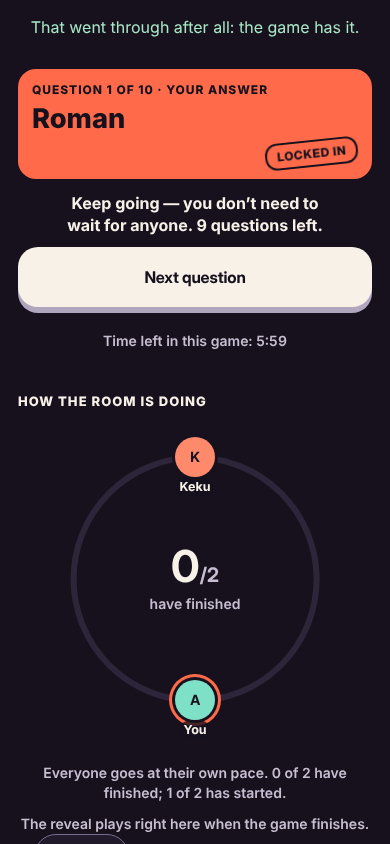 That went through after all: the game has it.
QUESTION 1 OF 10 · YOUR ANSWER
Roman
LOCKED IN
Keep going — you don’t need to
wait for anyone. 9 questions left.
Next question
Time left in this game: 5:59
HOW THE ROOM IS DOING
K
Keku
0/2
have finished
A
You
Everyone goes at their own pace. 0 of 2 have
finished; 1 of 2 has started.
The reveal plays right here when the game finishes.